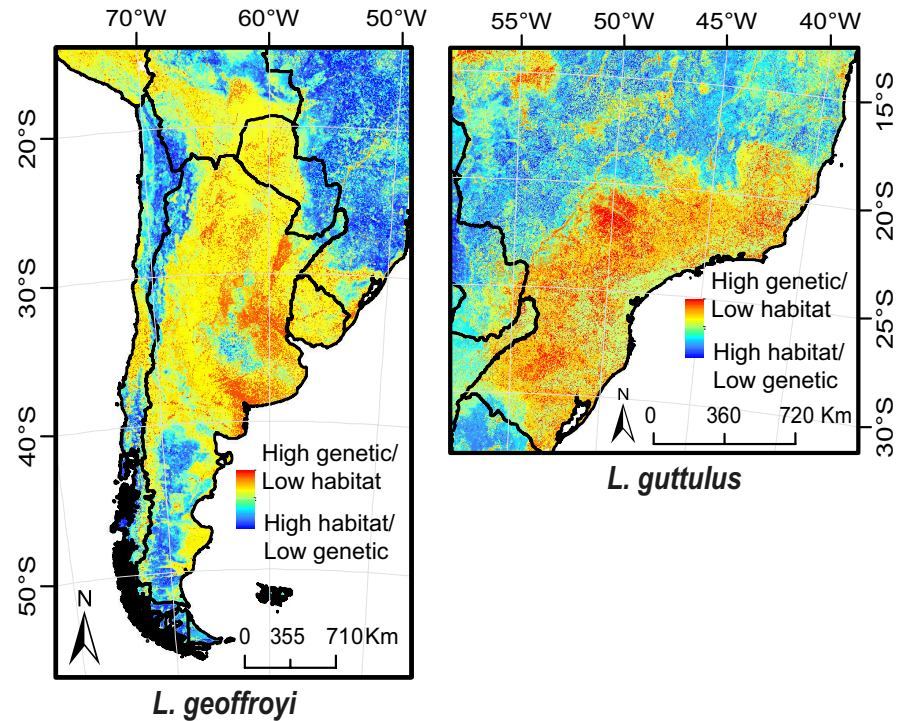 70°W 60°W 50°W
20°S
30°S
40°S
50°S
High genetic/
Low habitat
High habitat/
Low genetic
N
0 355 710 Km
L. geoffroyi
55°W 50°W 45°W 40°W
15°S
20°S
25°S
30°S
High genetic/
Low habitat
High habitat/
Low genetic
N
0 360 720 Km
L. guttulus